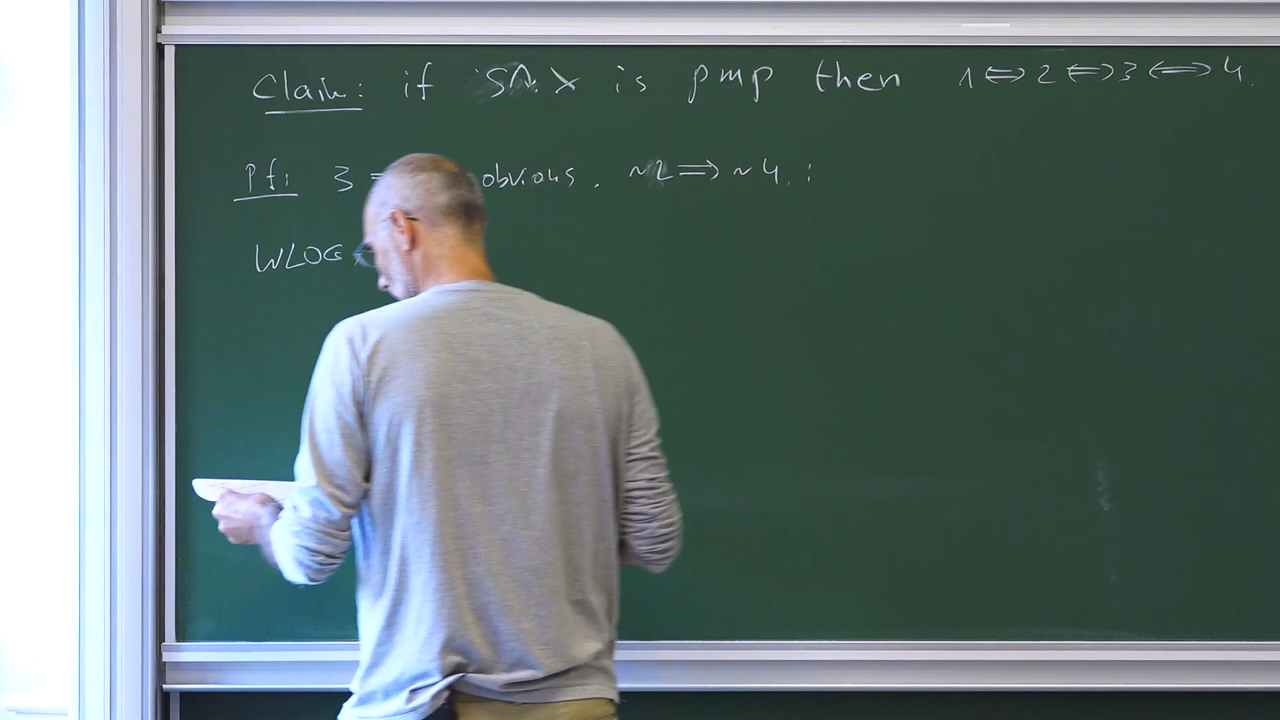 Claim: if S↷X is pmp then 1 ⟺ 2 ⟺ 3 ⟺ 4.
Pf: 3 = obvious. ~2 ⟹ ~4. :
WLOG